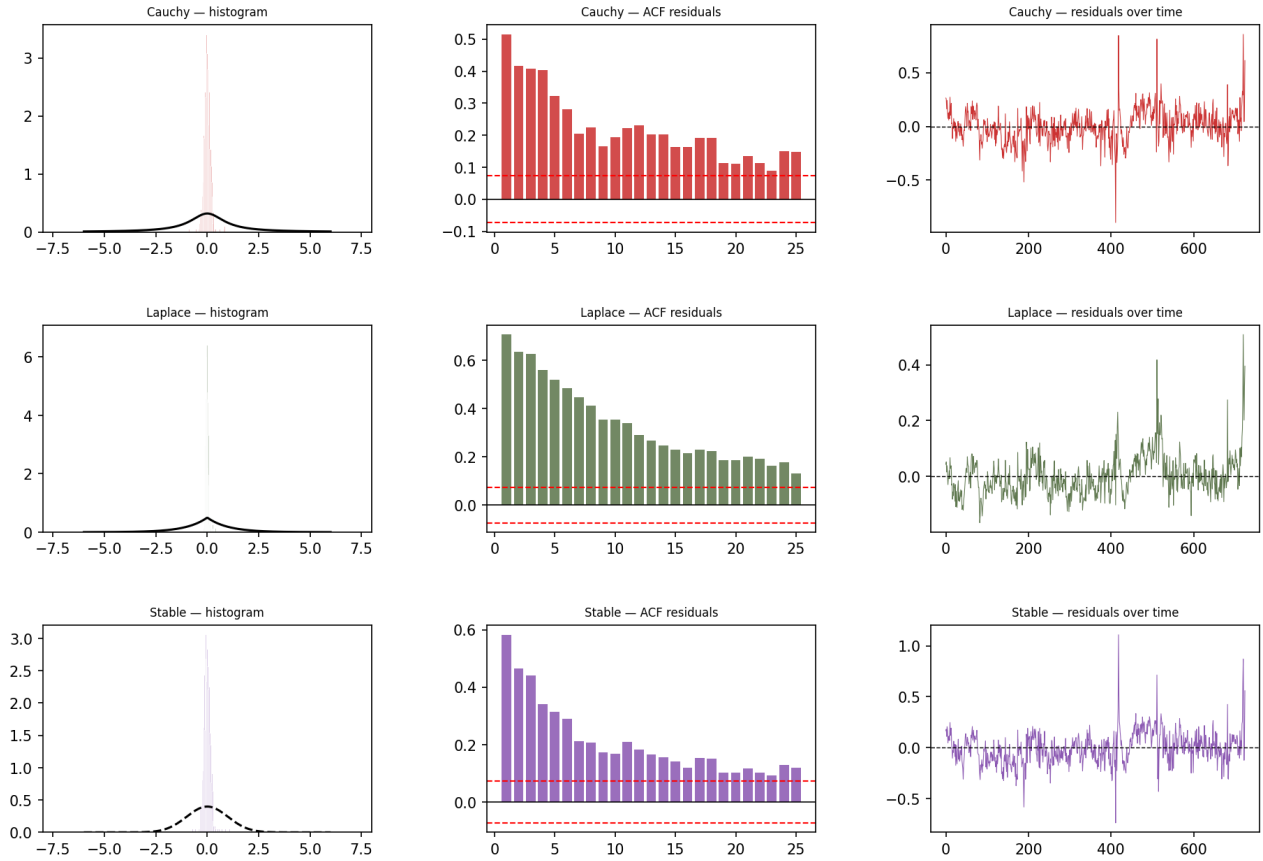 Cauchy — histogram
Cauchy — ACF residuals
Cauchy — residuals over time
3
2
1
0
−7.5 −5.0 −2.5 0.0 2.5 5.0 7.5
0.5
0.4
0.3
0.2
0.1
0.0
−0.1
0 5 10 15 20 25
0.5
0.0
−0.5
0 200 400 600
Laplace — histogram
Laplace — ACF residuals
Laplace — residuals over time
6
4
2
0
−7.5 −5.0 −2.5 0.0 2.5 5.0 7.5
0.6
0.4
0.2
0.0
0 5 10 15 20 25
0.4
0.2
0.0
0 200 400 600
Stable — histogram
Stable — ACF residuals
Stable — residuals over time
3.0
2.5
2.0
1.5
1.0
0.5
0.0
−7.5 −5.0 −2.5 0.0 2.5 5.0 7.5
0.6
0.4
0.2
0.0
0 5 10 15 20 25
1.0
0.5
0.0
−0.5
0 200 400 600